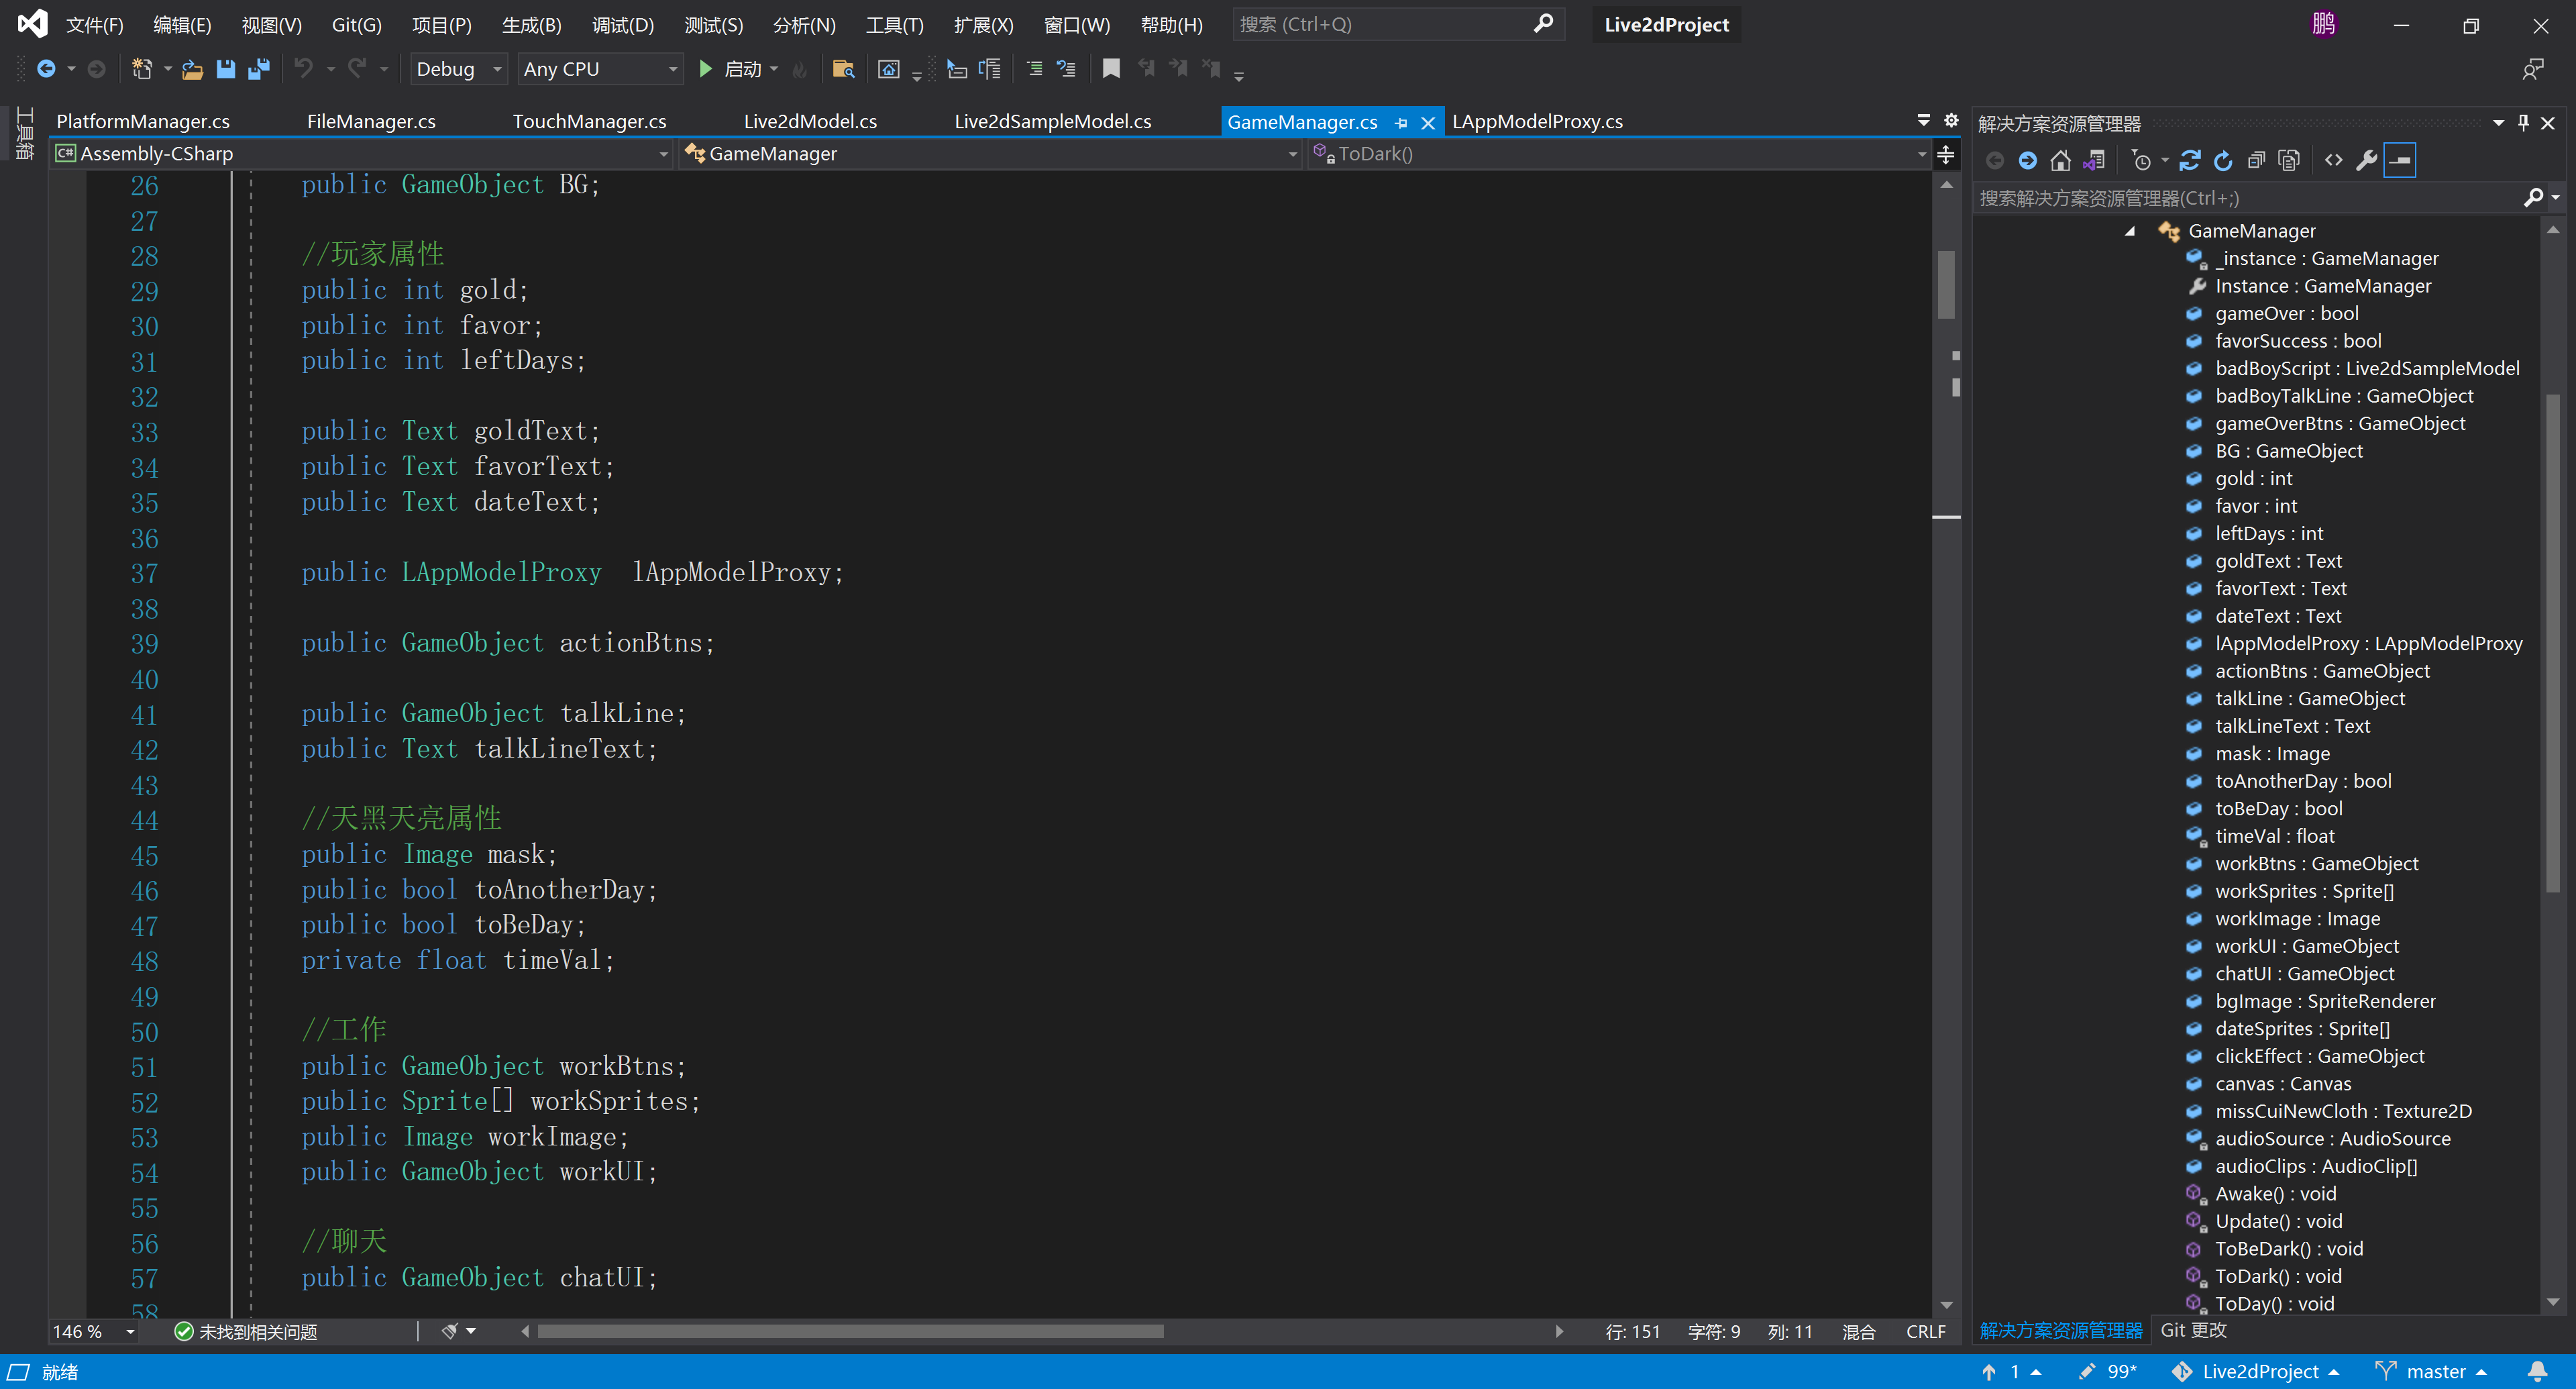 文件(F) 编辑(E) 视图(V) Git(G) 项目(P) 生成(B) 调试(D) 测试(S) 分析(N) 工具(T) 扩展(X) 窗口(W) 帮助(H) 搜索 (Ctrl+Q) Live2dProject 鹏
Debug Any CPU 启动
工具箱
PlatformManager.cs FileManager.cs TouchManager.cs Live2dModel.cs Live2dSampleModel.cs GameManager.cs LAppModelProxy.cs
C# Assembly-CSharp GameManager ToDark()
26 public GameObject BG;
27
28 //玩家属性
29 public int gold;
30 public int favor;
31 public int leftDays;
32
33 public Text goldText;
34 public Text favorText;
35 public Text dateText;
36
37 public LAppModelProxy  lAppModelProxy;
38
39 public GameObject actionBtns;
40
41 public GameObject talkLine;
42 public Text talkLineText;
43
44 //天黑天亮属性
45 public Image mask;
46 public bool toAnotherDay;
47 public bool toBeDay;
48 private float timeVal;
49
50 //工作
51 public GameObject workBtns;
52 public Sprite[] workSprites;
53 public Image workImage;
54 public GameObject workUI;
55
56 //聊天
57 public GameObject chatUI;
58
146 % 未找到相关问题 行: 151 字符: 9 列: 11 混合 CRLF
解决方案资源管理器
搜索解决方案资源管理器(Ctrl+;)
GameManager
_instance : GameManager
Instance : GameManager
gameOver : bool
favorSuccess : bool
badBoyScript : Live2dSampleModel
badBoyTalkLine : GameObject
gameOverBtns : GameObject
BG : GameObject
gold : int
favor : int
leftDays : int
goldText : Text
favorText : Text
dateText : Text
lAppModelProxy : LAppModelProxy
actionBtns : GameObject
talkLine : GameObject
talkLineText : Text
mask : Image
toAnotherDay : bool
toBeDay : bool
timeVal : float
workBtns : GameObject
workSprites : Sprite[]
workImage : Image
workUI : GameObject
chatUI : GameObject
bgImage : SpriteRenderer
dateSprites : Sprite[]
clickEffect : GameObject
canvas : Canvas
missCuiNewCloth : Texture2D
audioSource : AudioSource
audioClips : AudioClip[]
Awake() : void
Update() : void
ToBeDark() : void
ToDark() : void
ToDay() : void
解决方案资源管理器 Git 更改
就绪 1 99* Live2dProject master